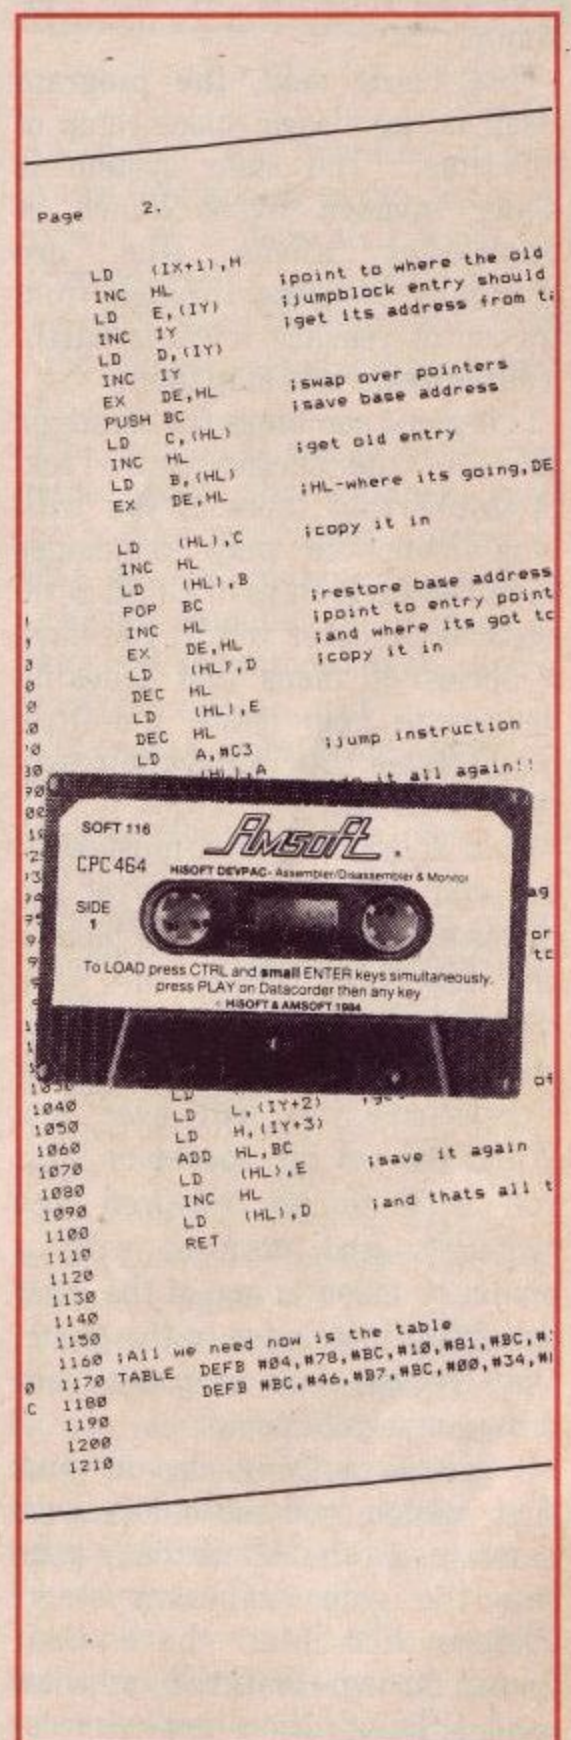 Page 2.
LD (IX+1),H ;point to where the old
INC HL ;jumpblock entry should
LD E,(IY) ;get its address from
INC IY
LD D,(IY)
INC IY
EX DE,HL ;swap over pointers
PUSH BC ;save base address
LD C,(HL)
INC HL ;get old entry
LD B,(HL)
EX DE,HL ;HL-where its going,DE
LD (HL),C ;copy it in
INC HL
LD (HL),B
POP BC ;restore base address
INC HL ;point to entry point
EX DE,HL ;and where its got to
LD (HL),D ;copy it in
DEC HL
LD (HL),E
DEC HL
LD A,#C3 ;jump instruction
(HL),A it all again!!
SOFT 116
AMSOFT
CPC 464
HISOFT DEVPAC- Assembler/Disassembler & Monitor
SIDE
1
To LOAD press CTRL and small ENTER keys simultaneously.
press PLAY on Datacorder then any key
HISOFT & AMSOFT 1984
1040 LD L,(IY+2)
1050 LD H,(IY+3)
1060 ADD HL,BC
1070 LD (HL),E ;save it again
1080 INC HL
1090 LD (HL),D ;and thats all
1100 RET
1110
1120
1130
1140
1150
1160 ;All we need now is the table
1170 TABLE DEFB #04,#78,#BC,#10,#81,#BC,
1180 DEFB #BC,#46,#B7,#BC,#00,#34,
1190
1200
1210